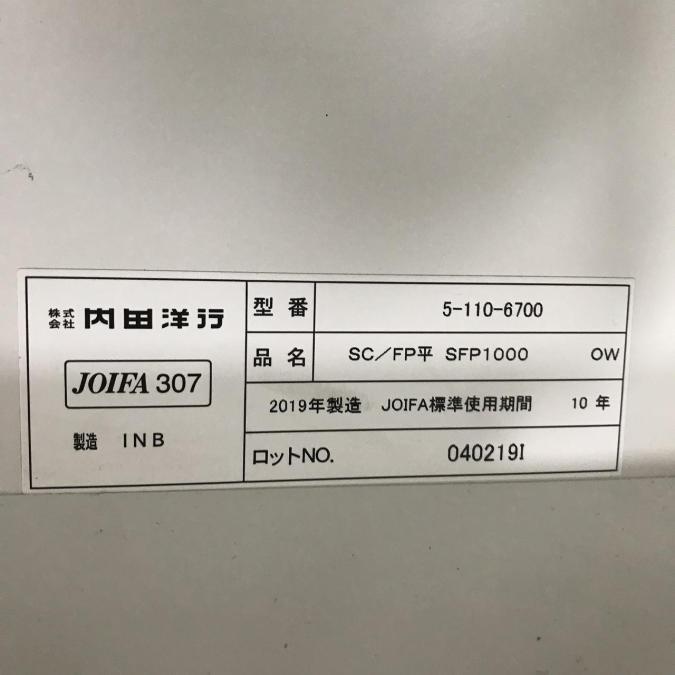 株式会社 内田洋行
JOIFA 307
製造 INB
型番 5-110-6700
品名 SC/FP平 SFP1000 OW
2019年製造 JOIFA標準使用期間 10年
ロットNO. 040219I